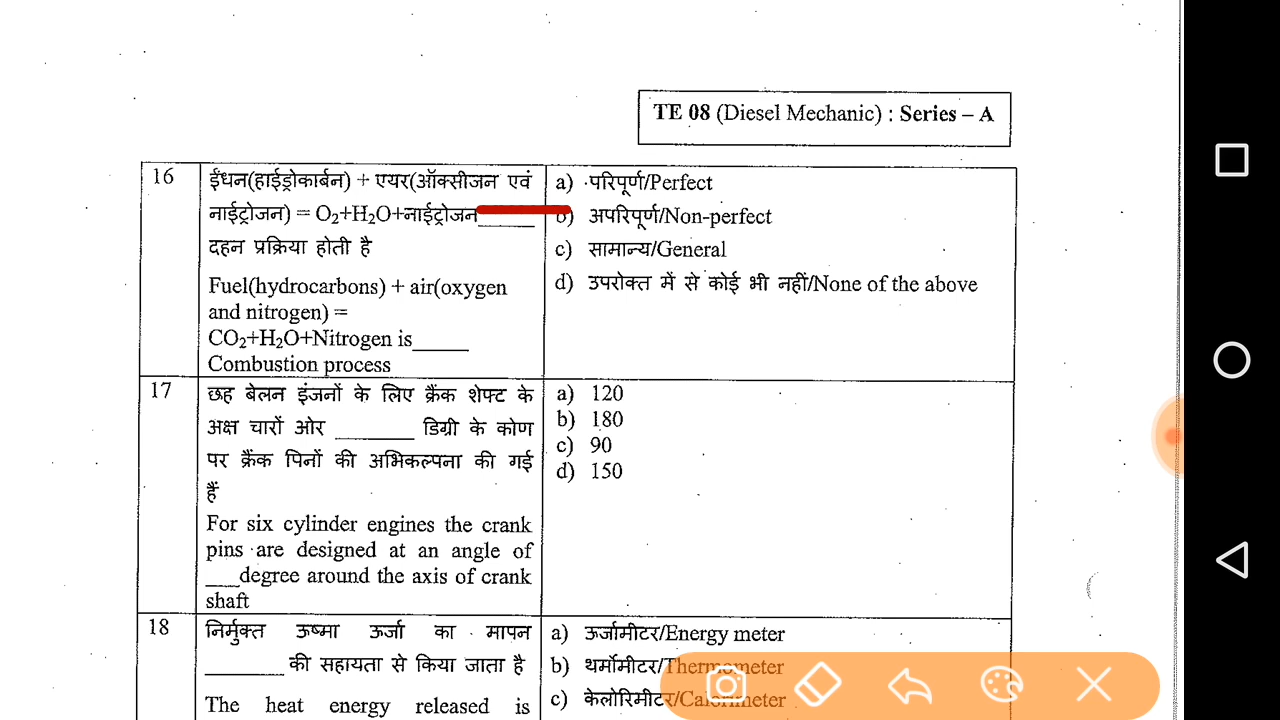 TE 08 (Diesel Mechanic) : Series – A
16
ईंधन(हाईड्रोकार्बन) + एयर(ऑक्सीजन एवं
नाईट्रोजन) = O₂+H₂O+नाईट्रोजन_____
दहन प्रक्रिया होती है
Fuel(hydrocarbons) + air(oxygen
and nitrogen) =
CO₂+H₂O+Nitrogen is_____
Combustion process
a) परिपूर्ण/Perfect
b) अपरिपूर्ण/Non-perfect
c) सामान्य/General
d) उपरोक्त में से कोई भी नहीं/None of the above
17
छह बेलन इंजनों के लिए क्रैंक शेफ्ट के
अक्ष चारों ओर _______ डिग्री के कोण
पर क्रैंक पिनों की अभिकल्पना की गई
हैं
For six cylinder engines the crank
pins are designed at an angle of
___degree around the axis of crank
shaft
a) 120
b) 180
c) 90
d) 150
18
निर्मुक्त ऊष्मा ऊर्जा का मापन
_______ की सहायता से किया जाता है
The heat energy released is
a) ऊर्जामीटर/Energy meter
b) थर्मोमीटर/Thermometer
c) केलोरिमीटर/Calorimeter